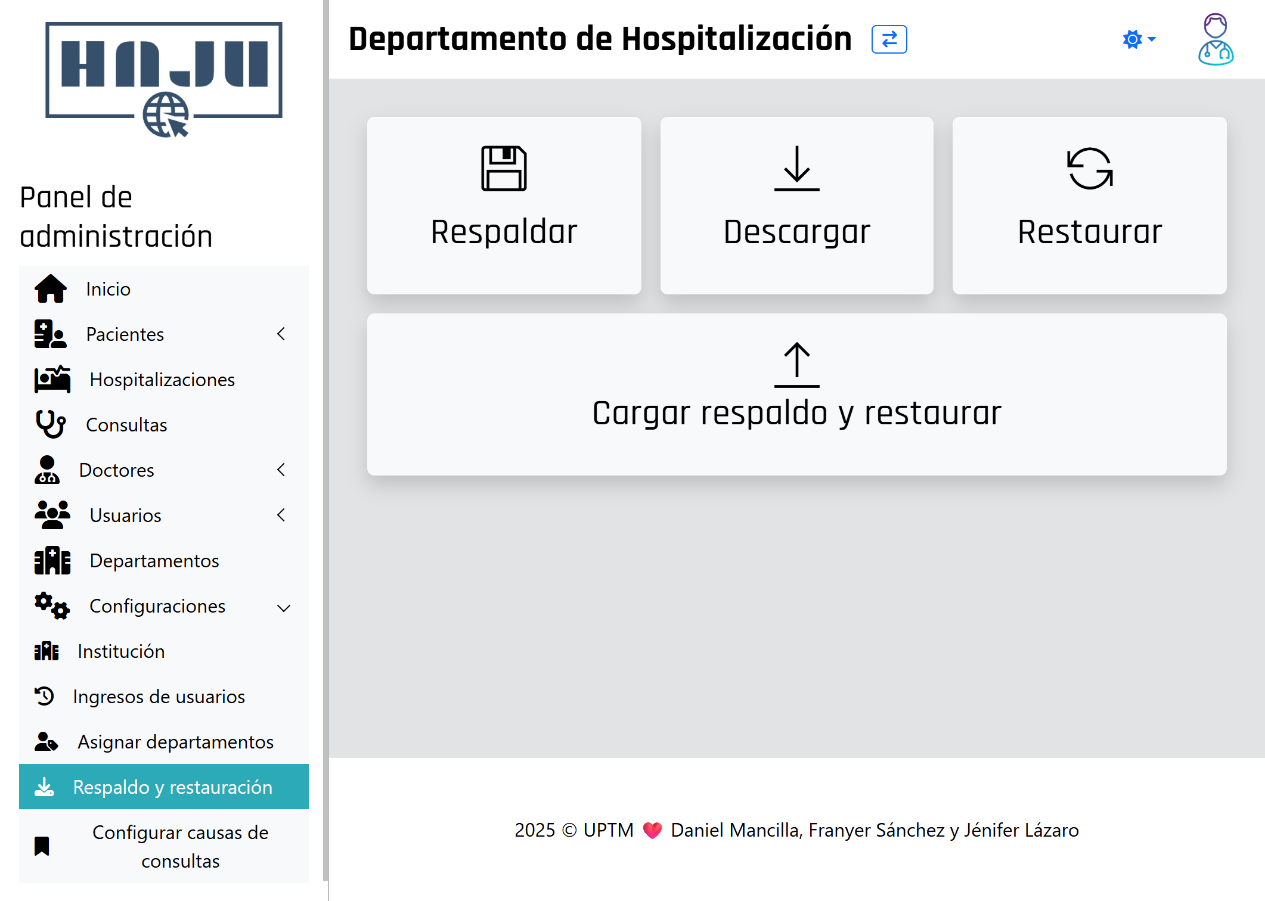 HNJU
Panel de
administración
Inicio
Pacientes
Hospitalizaciones
Consultas
Doctores
Usuarios
Departamentos
Configuraciones
Institución
Ingresos de usuarios
Asignar departamentos
Respaldo y restauración
Configurar causas de
consultas
Departamento de Hospitalización
Respaldar
Descargar
Restaurar
Cargar respaldo y restaurar
2025 © UPTM ❤️ Daniel Mancilla, Franyer Sánchez y Jénifer Lázaro